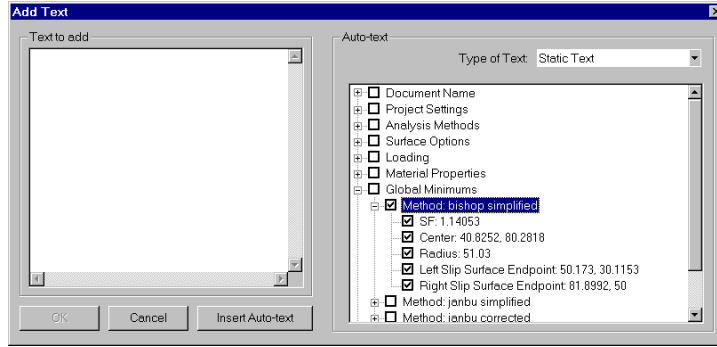 Add Text
Text to add
OK
Cancel
Insert Auto-text
Auto-text
Type of Text: Static Text
Document Name
Project Settings
Analysis Methods
Surface Options
Loading
Material Properties
Global Minimums
Method: bishop simplified
SF: 1.14053
Center: 40.8252, 80.2818
Radius: 51.03
Left Slip Surface Endpoint: 50.173, 30.1153
Right Slip Surface Endpoint: 81.8992, 50
Method: janbu simplified
Method: janbu corrected